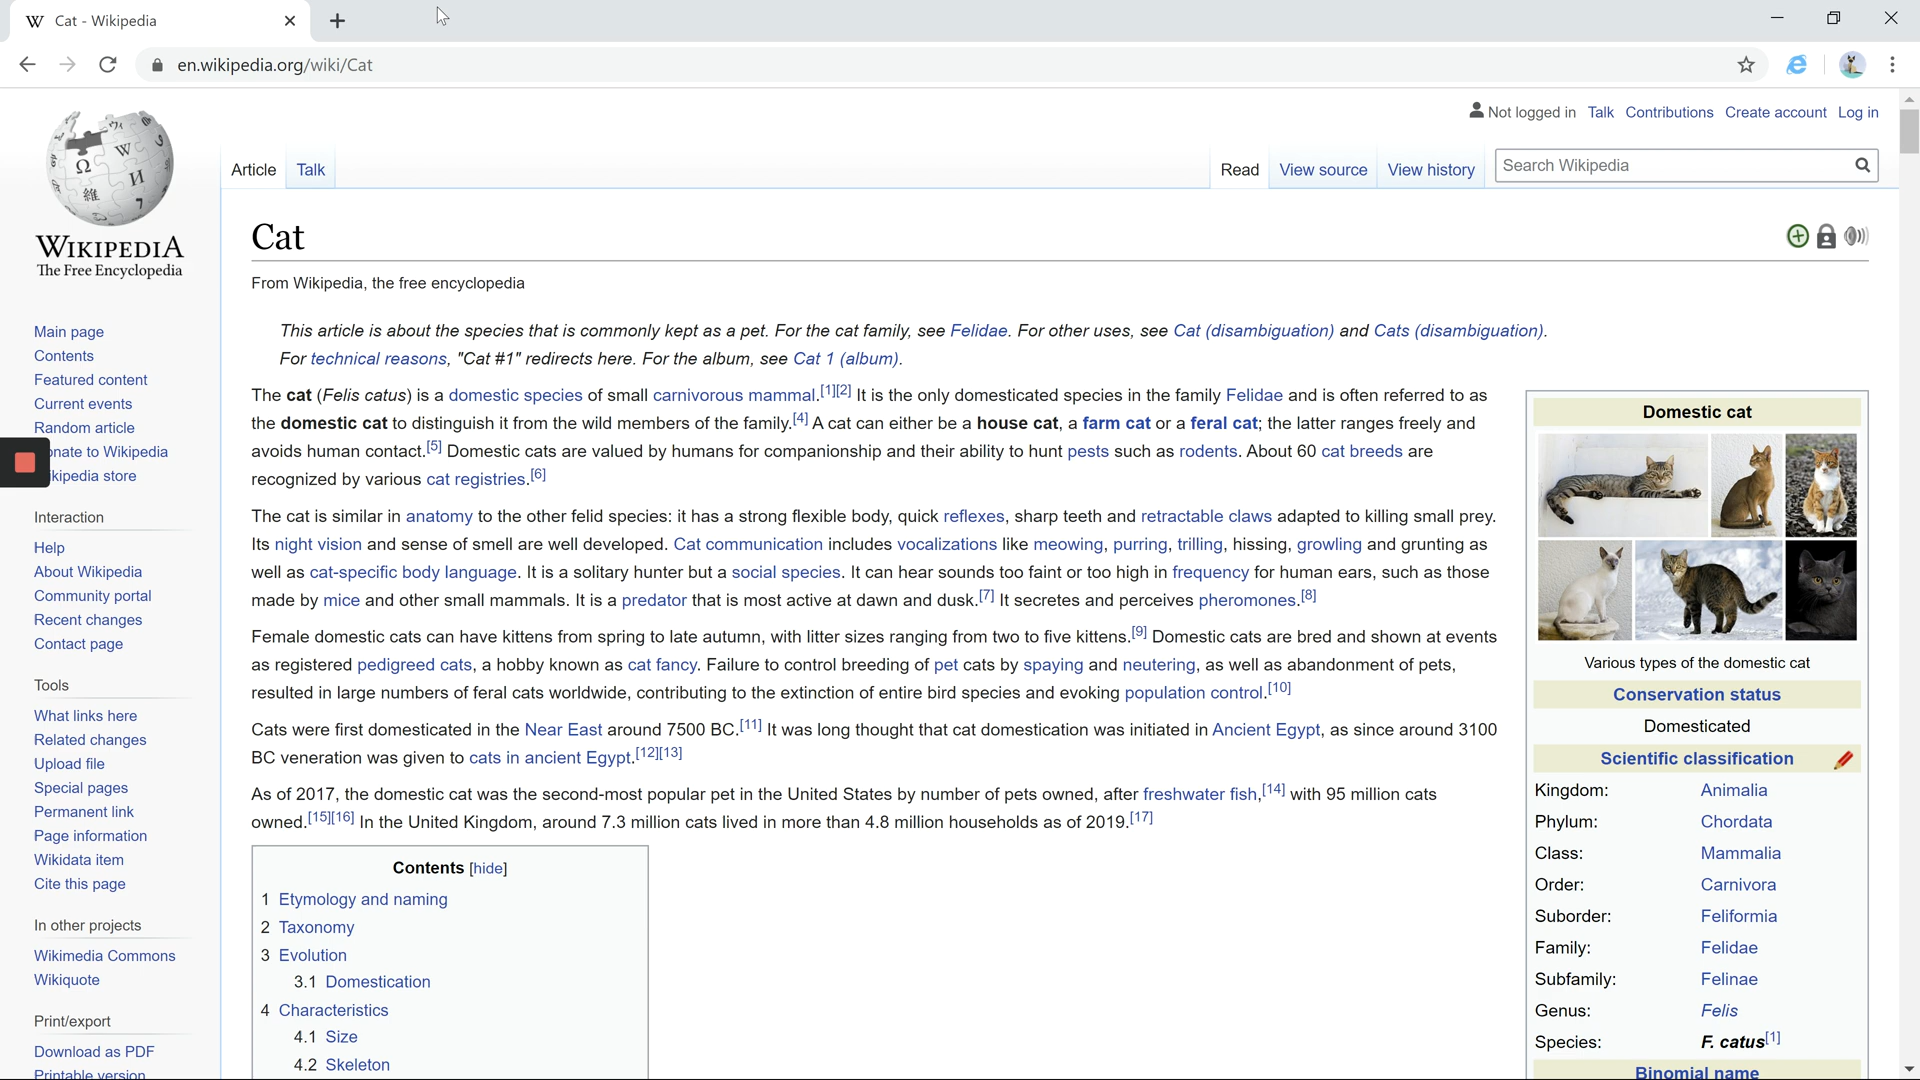 Cat - Wikipedia
en.wikipedia.org/wiki/Cat
Not logged in Talk Contributions Create account Log in
Article Talk Read View source View history Search Wikipedia
WIKIPEDIA
The Free Encyclopedia
Main page
Contents
Featured content
Current events
Random article
onate to Wikipedia
kipedia store
Interaction
Help
About Wikipedia
Community portal
Recent changes
Contact page
Tools
What links here
Related changes
Upload file
Special pages
Permanent link
Page information
Wikidata item
Cite this page
In other projects
Wikimedia Commons
Wikiquote
Print/export
Download as PDF
Printable version
Cat
From Wikipedia, the free encyclopedia
This article is about the species that is commonly kept as a pet. For the cat family, see Felidae. For other uses, see Cat (disambiguation) and Cats (disambiguation).
For technical reasons, "Cat #1" redirects here. For the album, see Cat 1 (album).
The cat (Felis catus) is a domestic species of small carnivorous mammal.[1][2] It is the only domesticated species in the family Felidae and is often referred to as
the domestic cat to distinguish it from the wild members of the family.[4] A cat can either be a house cat, a farm cat or a feral cat; the latter ranges freely and
avoids human contact.[5] Domestic cats are valued by humans for companionship and their ability to hunt pests such as rodents. About 60 cat breeds are
recognized by various cat registries.[6]
The cat is similar in anatomy to the other felid species: it has a strong flexible body, quick reflexes, sharp teeth and retractable claws adapted to killing small prey.
Its night vision and sense of smell are well developed. Cat communication includes vocalizations like meowing, purring, trilling, hissing, growling and grunting as
well as cat-specific body language. It is a solitary hunter but a social species. It can hear sounds too faint or too high in frequency for human ears, such as those
made by mice and other small mammals. It is a predator that is most active at dawn and dusk.[7] It secretes and perceives pheromones.[8]
Female domestic cats can have kittens from spring to late autumn, with litter sizes ranging from two to five kittens.[9] Domestic cats are bred and shown at events
as registered pedigreed cats, a hobby known as cat fancy. Failure to control breeding of pet cats by spaying and neutering, as well as abandonment of pets,
resulted in large numbers of feral cats worldwide, contributing to the extinction of entire bird species and evoking population control.[10]
Cats were first domesticated in the Near East around 7500 BC.[11] It was long thought that cat domestication was initiated in Ancient Egypt, as since around 3100
BC veneration was given to cats in ancient Egypt.[12][13]
As of 2017, the domestic cat was the second-most popular pet in the United States by number of pets owned, after freshwater fish,[14] with 95 million cats
owned.[15][16] In the United Kingdom, around 7.3 million cats lived in more than 4.8 million households as of 2019.[17]
Contents [hide]
1 Etymology and naming
2 Taxonomy
3 Evolution
3.1 Domestication
4 Characteristics
4.1 Size
4.2 Skeleton
Domestic cat
Various types of the domestic cat
Conservation status
Domesticated
Scientific classification
Kingdom: Animalia
Phylum: Chordata
Class: Mammalia
Order: Carnivora
Suborder: Feliformia
Family: Felidae
Subfamily: Felinae
Genus: Felis
Species: F. catus[1]
Binomial name